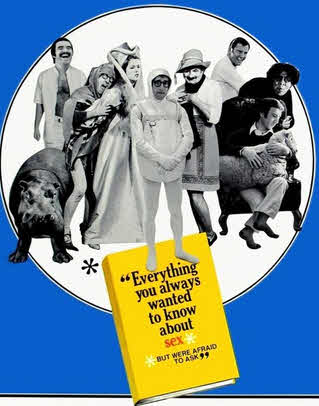 *
“Everything
you always
wanted
to know
about
sex*
*BUT WERE AFRAID
TO ASK”